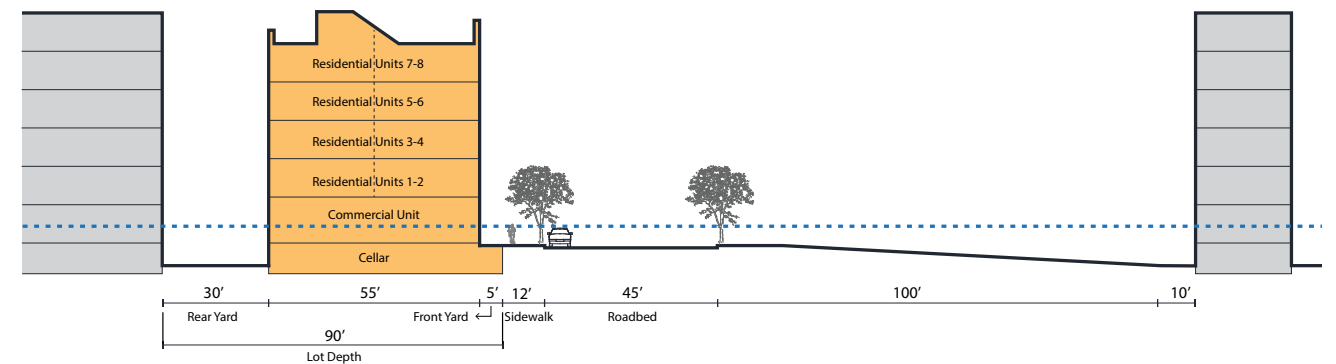 Residential Units 7-8
Residential Units 5-6
Residential Units 3-4
Residential Units 1-2
Commercial Unit
Cellar
30’ 55’ 5’ 12’ 45’ 100’ 10’
Rear Yard Front Yard Sidewalk Roadbed
90’
Lot Depth